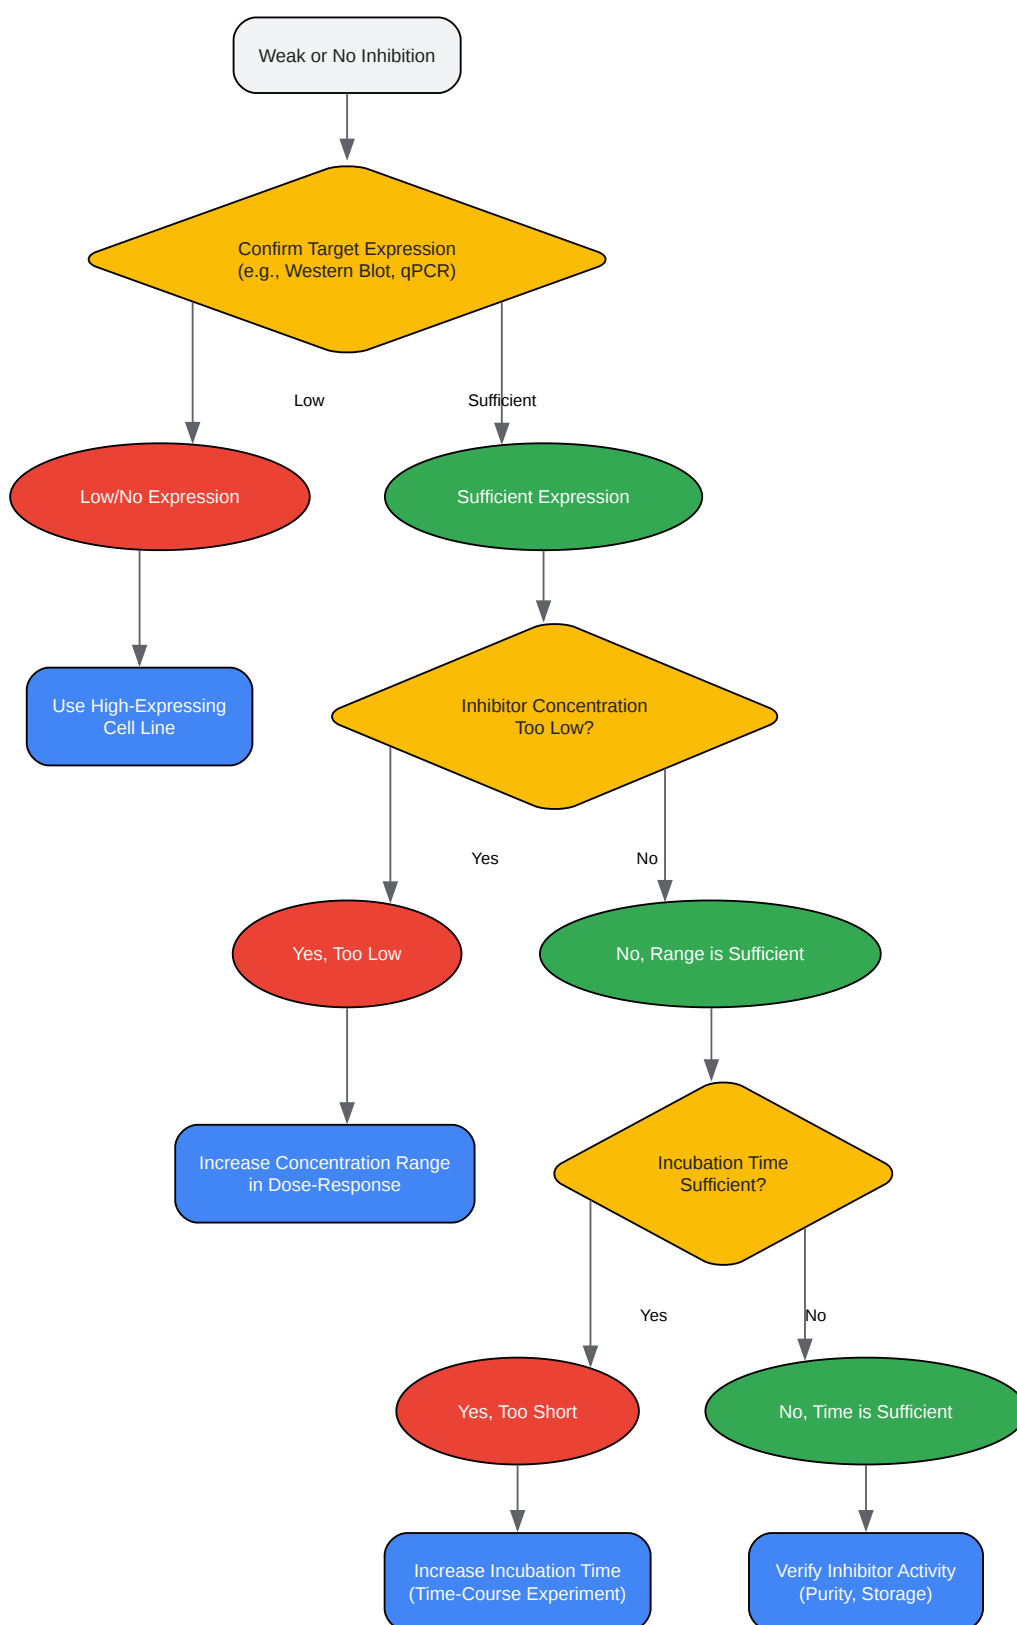 Weak or No Inhibition
Confirm Target Expression
(e.g., Western Blot, qPCR)
Low
Sufficient
Low/No Expression
Sufficient Expression
Use High-Expressing
Cell Line
Inhibitor Concentration
Too Low?
Yes
No
Yes, Too Low
No, Range is Sufficient
Increase Concentration Range
in Dose-Response
Incubation Time
Sufficient?
Yes
No
Yes, Too Short
No, Time is Sufficient
Increase Incubation Time
(Time-Course Experiment)
Verify Inhibitor Activity
(Purity, Storage)